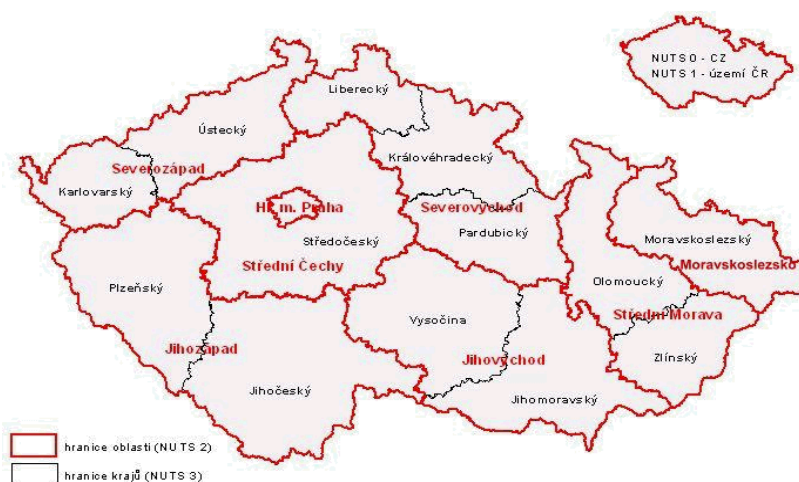 NUTS 0 - CZ
NUTS 1 - území ČR
Liberecký
Ústecký
Královéhradecký
Severozápad
Karlovarský
Hl. m. Praha
Severovýchod
Středočeský
Pardubický
Moravskoslezský
Střední Čechy
Moravskoslezsko
Plzeňský
Olomoucký
Vysočina
Střední Morava
Jihozápad
Jihovýchod
Zlínský
Jihočeský
Jihomoravský
hranice oblastí (NUTS 2)
hranice krajů (NUTS 3)